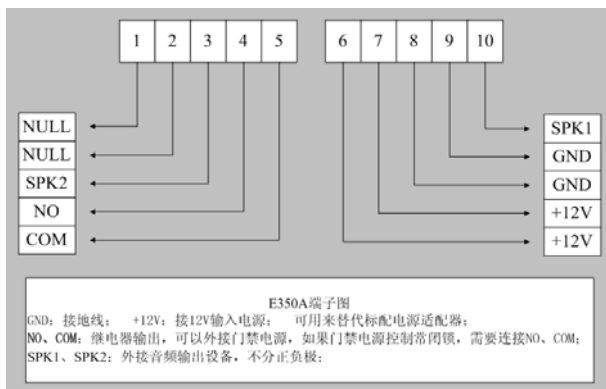 1 2 3 4 5 6 7 8 9 10
NULL SPK1
NULL GND
SPK2 GND
NO +12V
COM +12V
E350A端子图
GND：接地线； +12V：接12V输入电源； 可用来替代标配电源适配器；
NO、COM：继电器输出，可以外接门禁电源，如果门禁电源控制常闭锁，需要连接NO、COM；
SPK1、SPK2：外接音频输出设备，不分正负极；